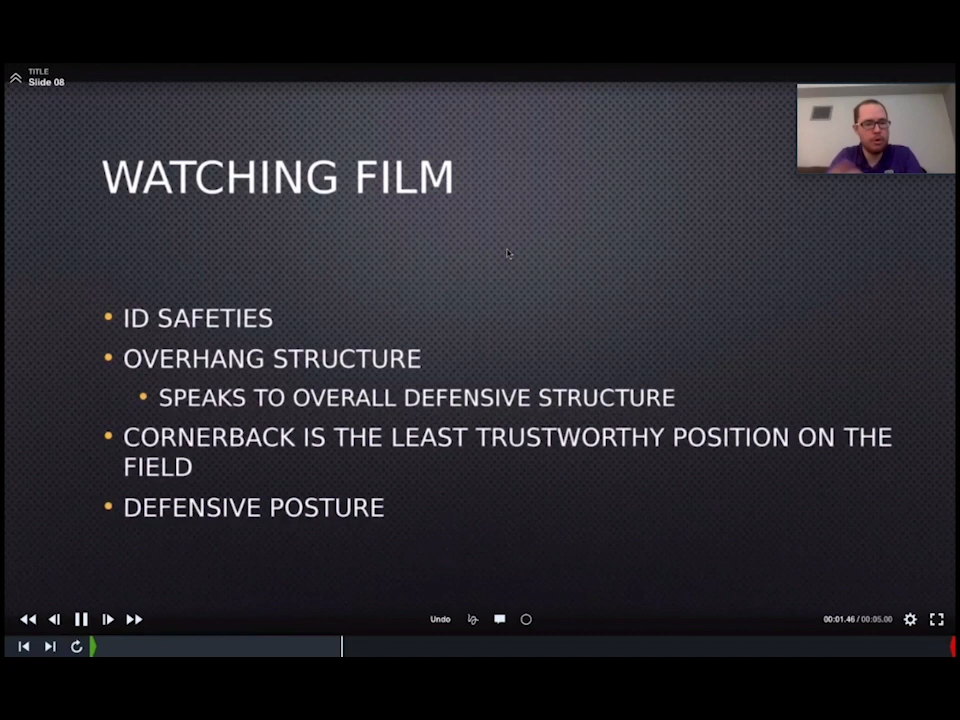 TITLE
Slide 08
WATCHING FILM
• ID SAFETIES
• OVERHANG STRUCTURE
• SPEAKS TO OVERALL DEFENSIVE STRUCTURE
• CORNERBACK IS THE LEAST TRUSTWORTHY POSITION ON THE
FIELD
• DEFENSIVE POSTURE
Undo
00:01.46 / 00:05.00